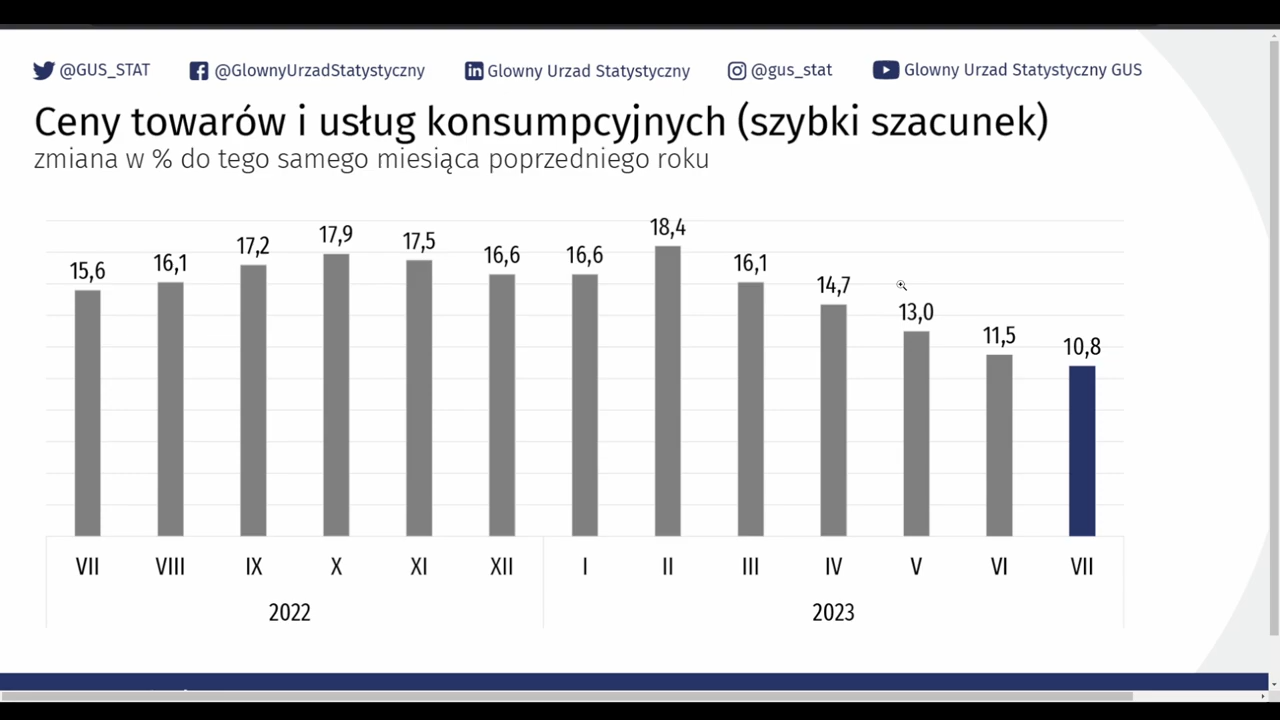 @GUS_STAT @GlownyUrzadStatystyczny Glowny Urzad Statystyczny @gus_stat Glowny Urzad Statystyczny GUS
Ceny towarów i usług konsumpcyjnych (szybki szacunek)
zmiana w % do tego samego miesiąca poprzedniego roku
15,6 16,1 17,2 17,9 17,5 16,6 16,6 18,4 16,1 14,7 13,0 11,5 10,8
VII VIII IX X XI XII I II III IV V VI VII
2022 2023